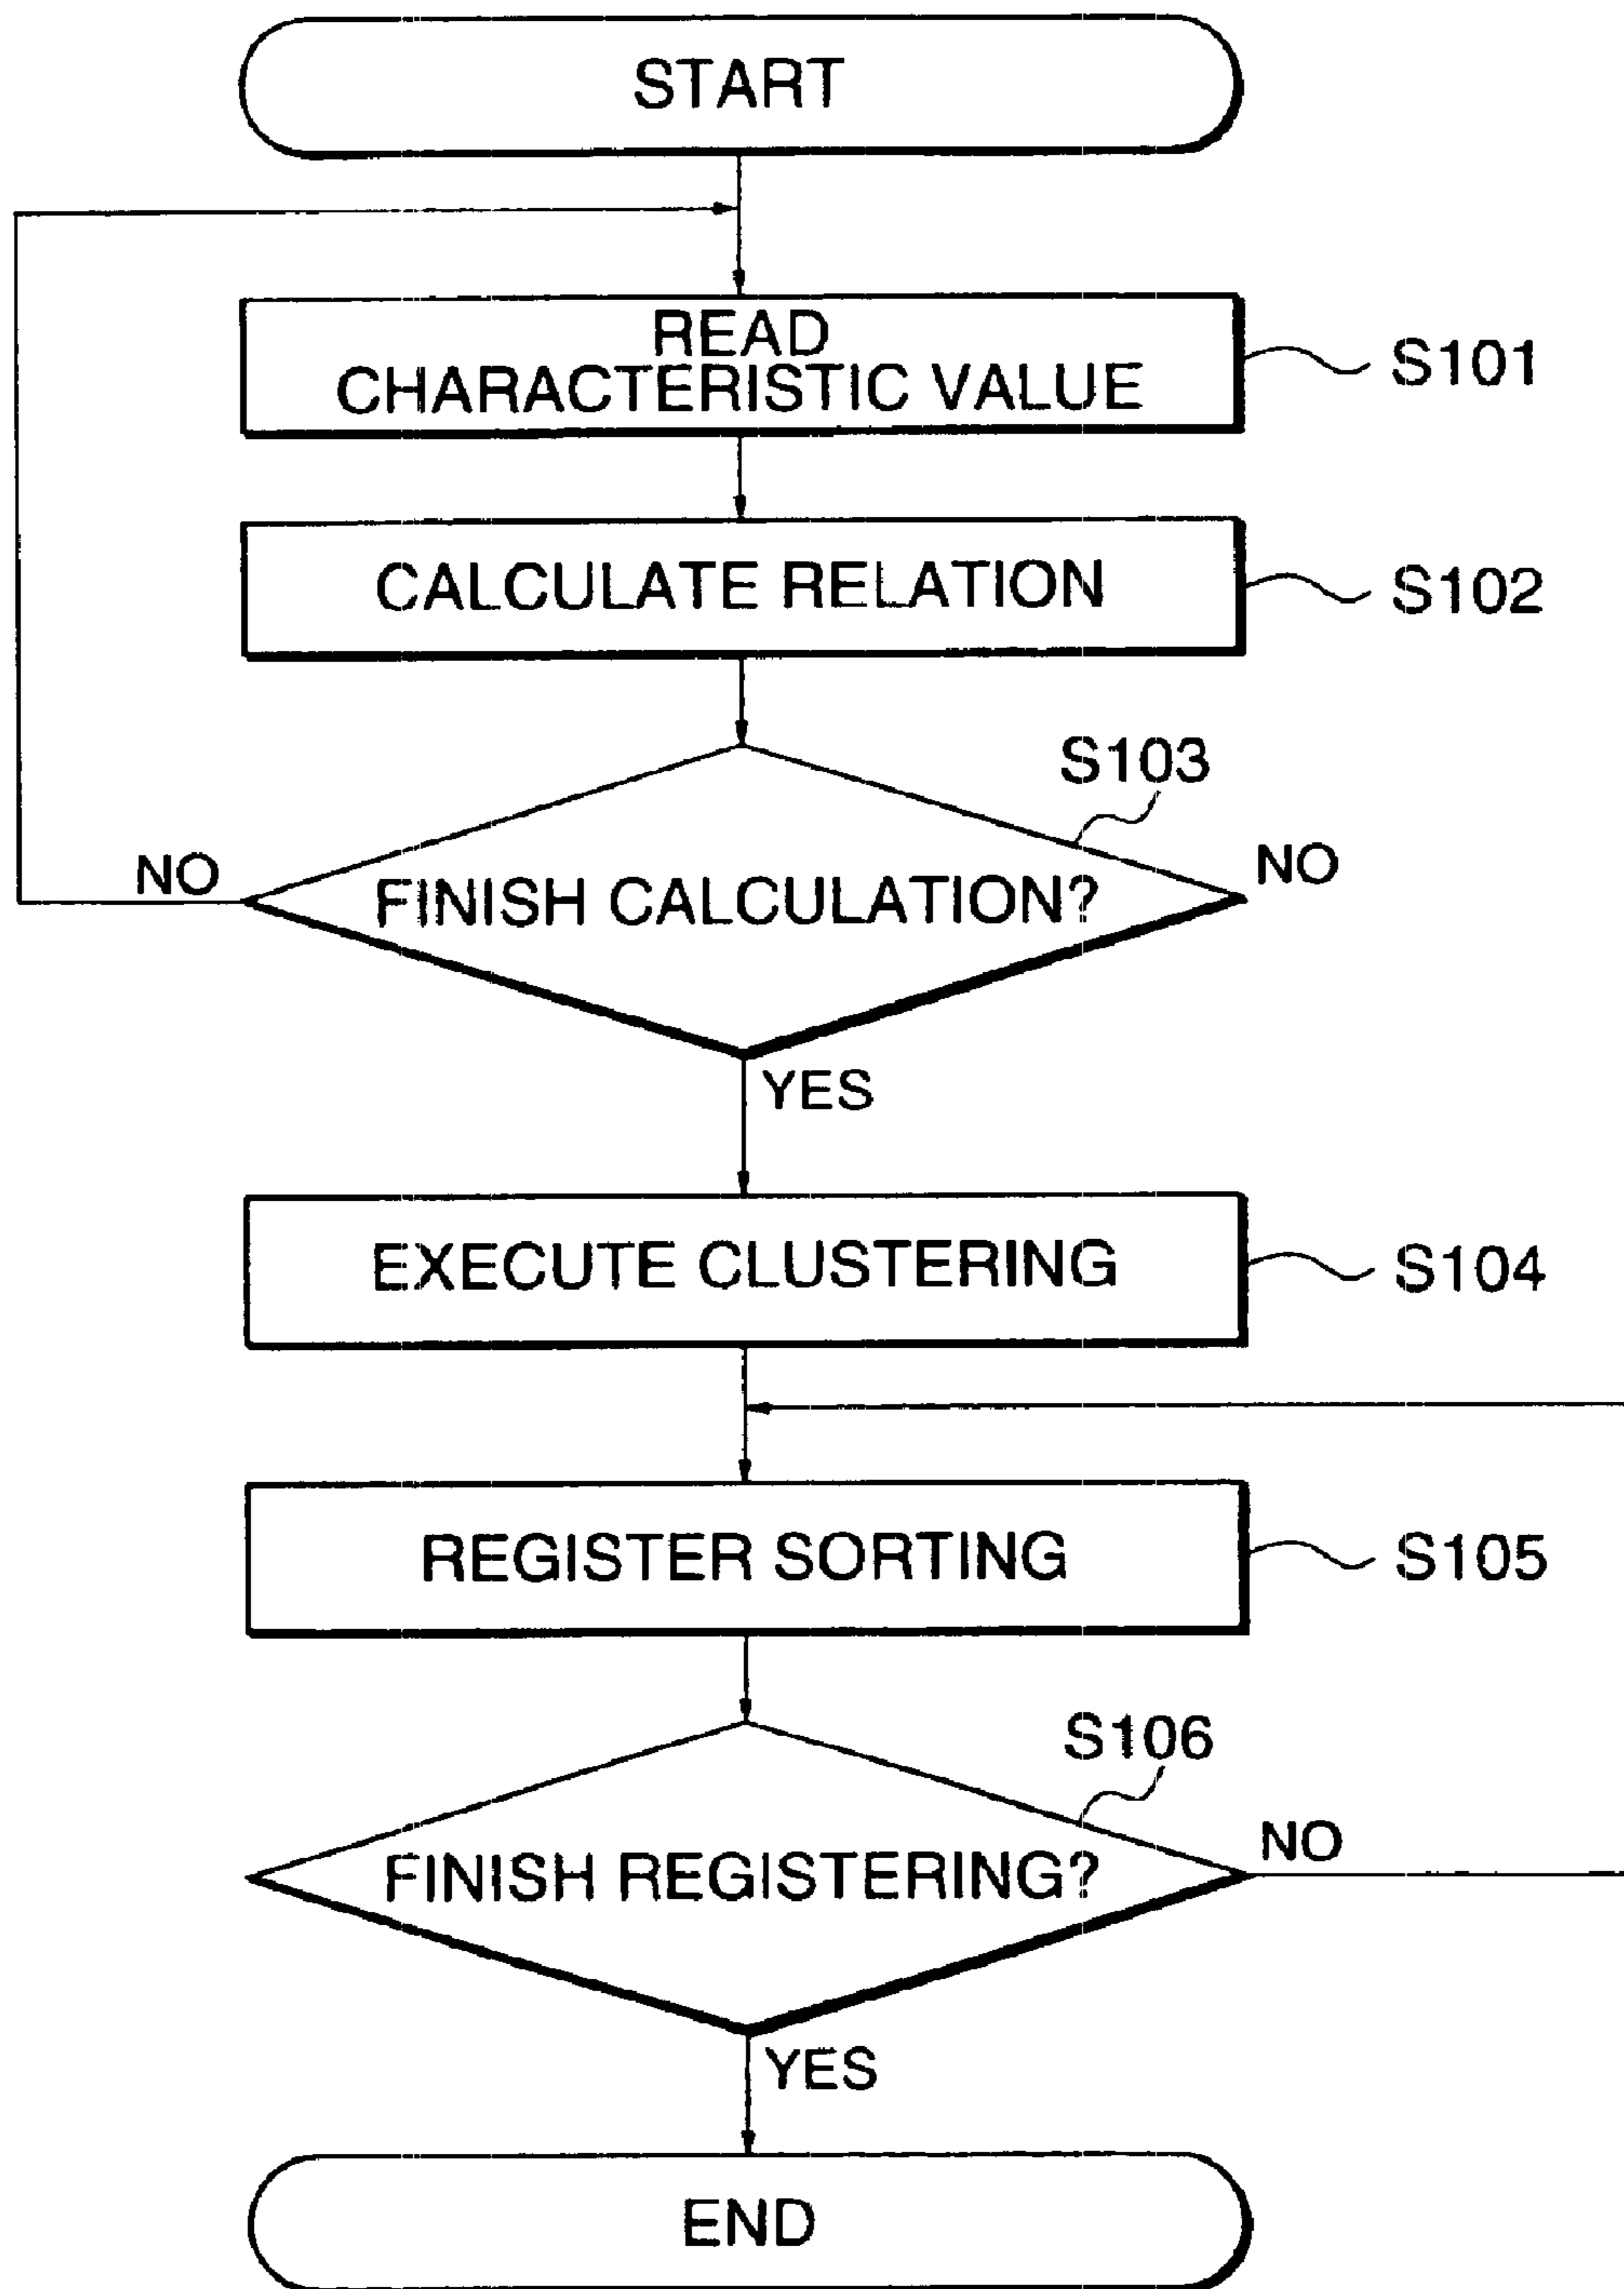 START
READ
CHARACTERISTIC VALUE
S101
CALCULATE RELATION
S102
S103
NO
FINISH CALCULATION?
NO
YES
EXECUTE CLUSTERING
S104
REGISTER SORTING
S105
S106
FINISH REGISTERING?
NO
YES
END